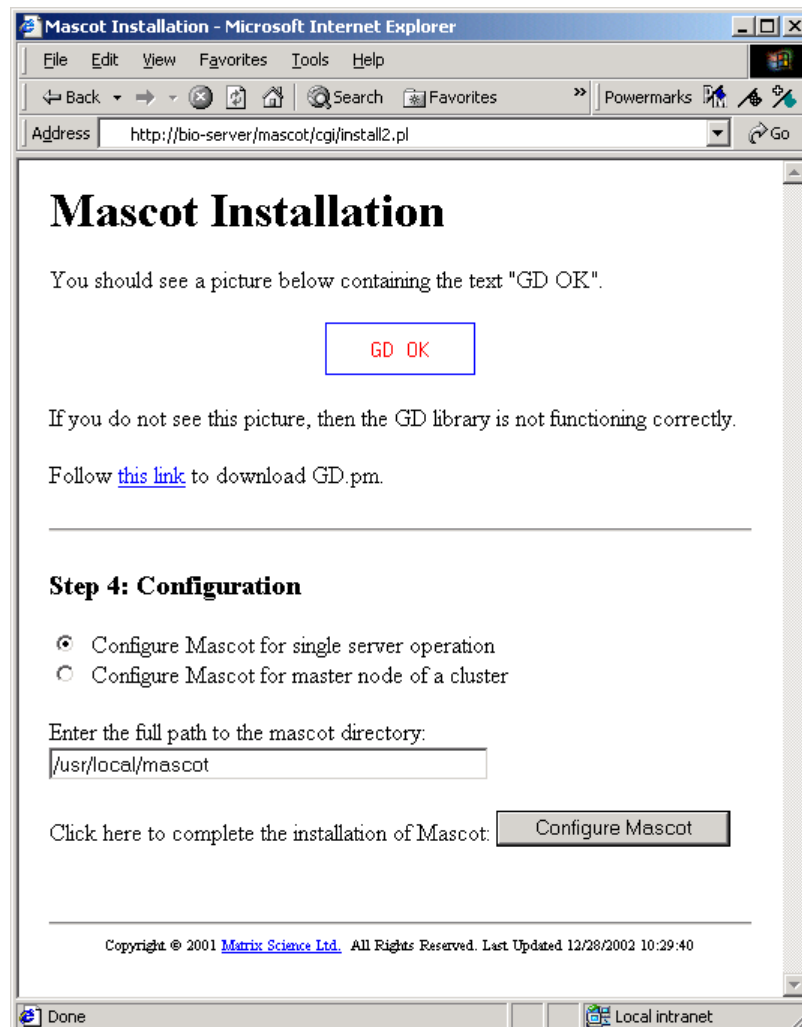 Mascot Installation - Microsoft Internet Explorer
File Edit View Favorites Tools Help
Back Search Favorites » Powermarks
Address http://bio-server/mascot/cgi/install2.pl Go
Mascot Installation
You should see a picture below containing the text "GD OK".
GD OK
If you do not see this picture, then the GD library is not functioning correctly.
Follow this link to download GD.pm.
Step 4: Configuration
Configure Mascot for single server operation
Configure Mascot for master node of a cluster
Enter the full path to the mascot directory:
/usr/local/mascot
Click here to complete the installation of Mascot: Configure Mascot
Copyright © 2001 Matrix Science Ltd. All Rights Reserved. Last Updated 12/28/2002 10:29:40
Done Local intranet